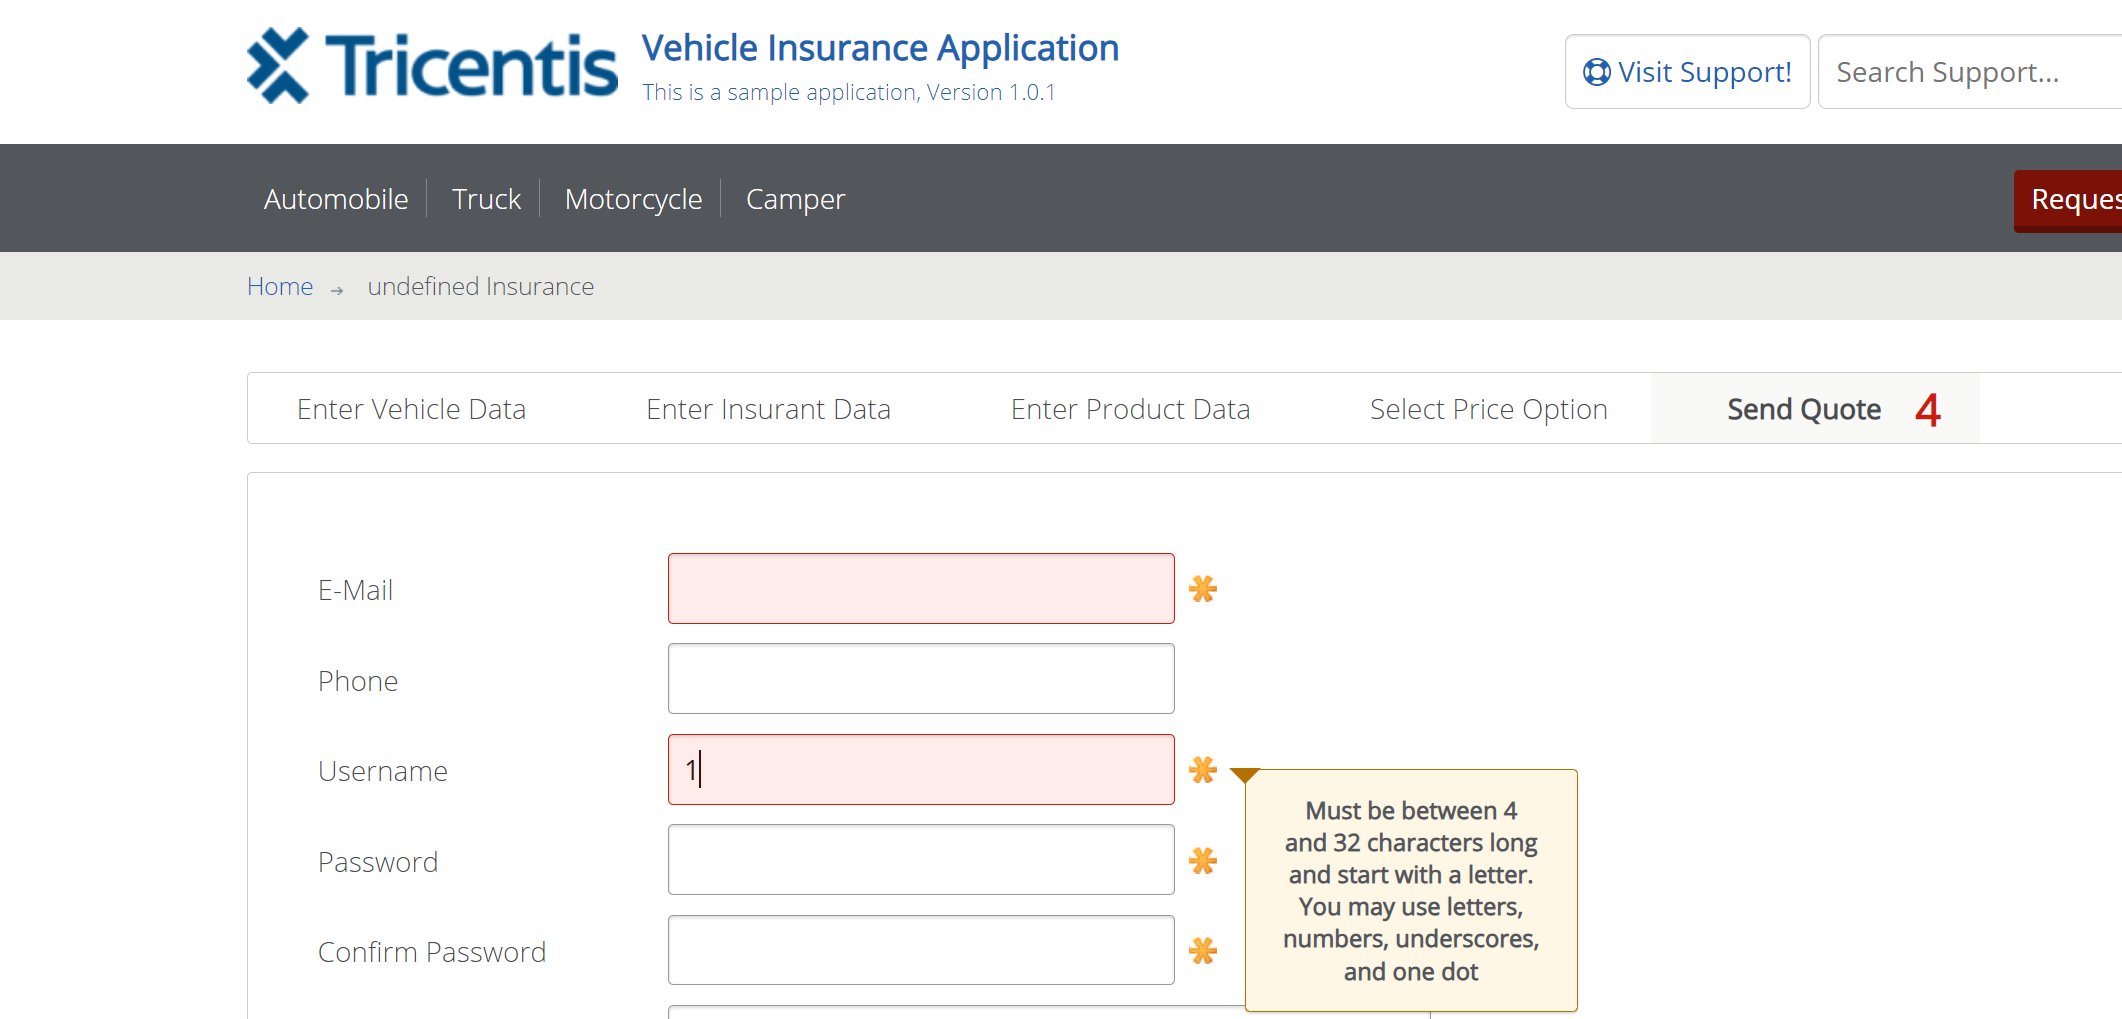 Tricentis
Vehicle Insurance Application
This is a sample application, Version 1.0.1
Visit Support!
Search Support...
Automobile
Truck
Motorcycle
Camper
Reques
Home → undefined Insurance
Enter Vehicle Data
Enter Insurant Data
Enter Product Data
Select Price Option
Send Quote 4
E-Mail
Phone
Username
1
Password
Confirm Password
Must be between 4
and 32 characters long
and start with a letter.
You may use letters,
numbers, underscores,
and one dot